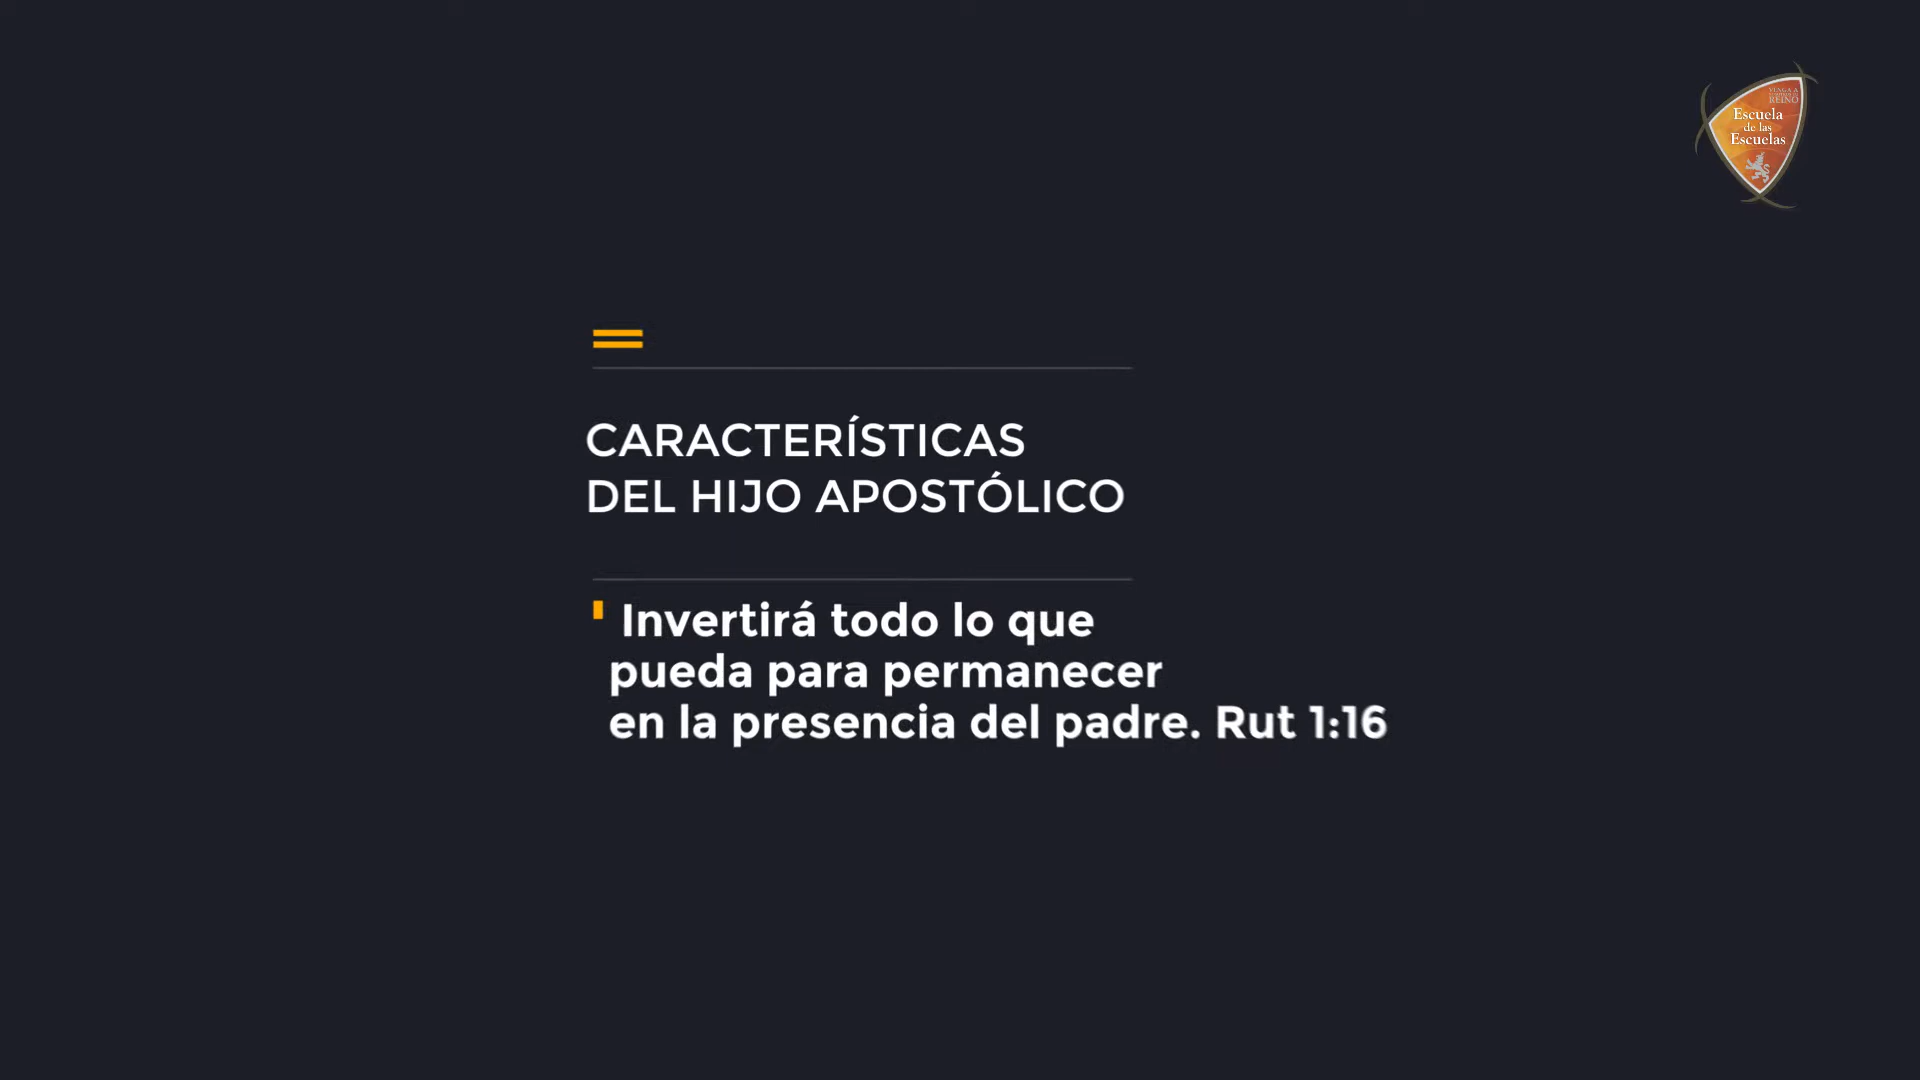 REINO
Escuela
de las
Escuelas
CARACTERÍSTICAS
DEL HIJO APOSTÓLICO
Invertirá todo lo que
pueda para permanecer
en la presencia del padre. Rut 1:16